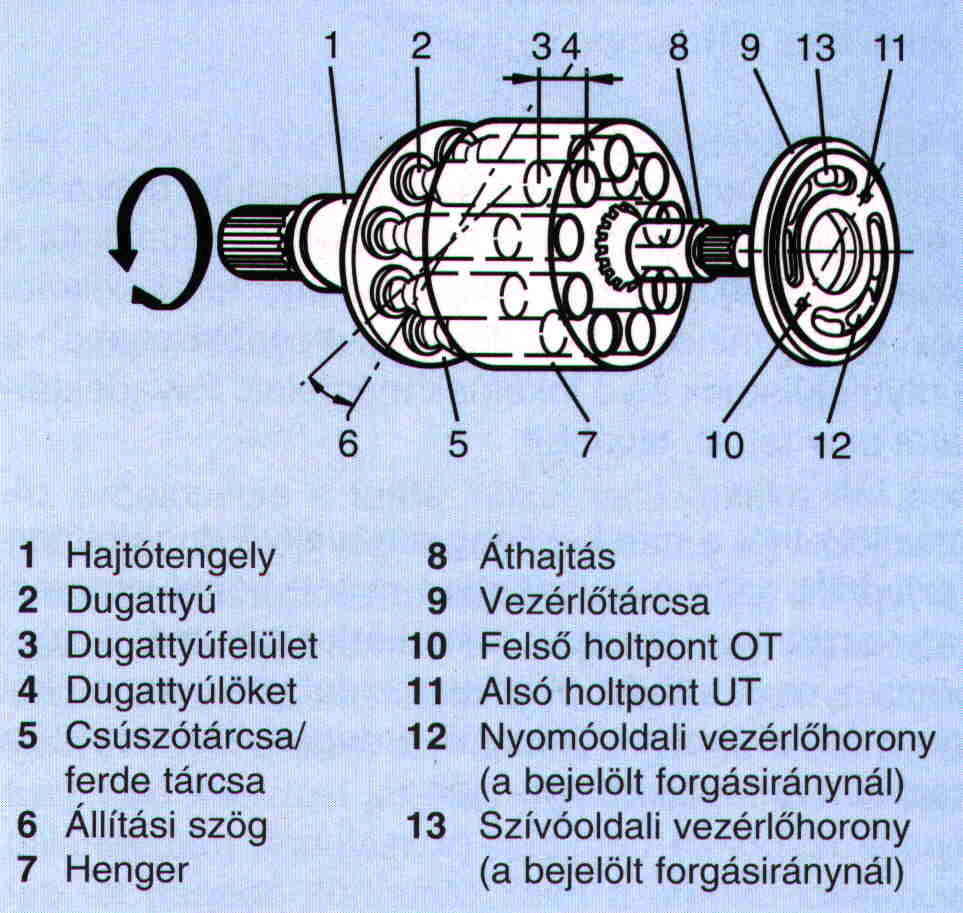 1 2 3 4 8 9 13 11
6 5 7 10 12
1 Hajtótengely
2 Dugattyú
3 Dugattyúfelület
4 Dugattyúlöket
5 Csúszótárcsa/
ferde tárcsa
6 Állítási szög
7 Henger
8 Áthajtás
9 Vezérlőtárcsa
10 Felső holtpont OT
11 Alsó holtpont UT
12 Nyomóoldali vezérlőhorony
(a bejelölt forgásiránynál)
13 Szívóoldali vezérlőhorony
(a bejelölt forgásiránynál)